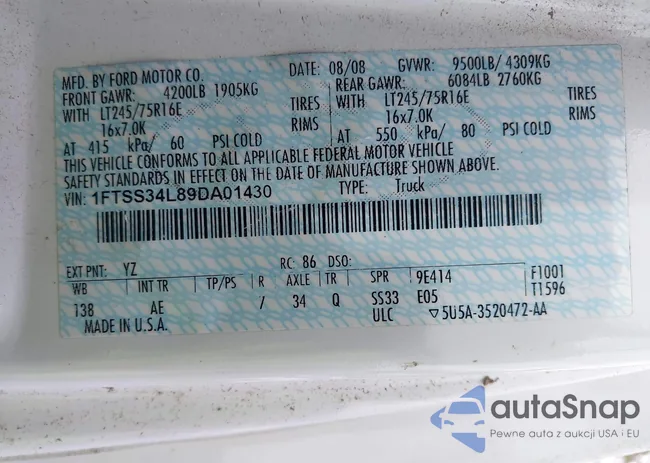 MFD. BY FORD MOTOR CO. DATE: 08/08 GVWR: 9500LB/ 4309KG
FRONT GAWR: 4200LB 1905KG REAR GAWR: 6084LB 2760KG
WITH LT245/75R16E TIRES WITH LT245/75R16E TIRES
16x7.0K RIMS 16x7.0K RIMS
AT 415 kPa/ 60 PSI COLD AT 550 kPa/ 80 PSI COLD
THIS VEHICLE CONFORMS TO ALL APPLICABLE FEDERAL MOTOR VEHICLE
SAFETY STANDARDS IN EFFECT ON THE DATE OF MANUFACTURE SHOWN ABOVE.
VIN: 1FTSS34L89DA01430 TYPE: Truck
EXT PNT: YZ RC: 86 DSO:
WB INT TR TP/PS R AXLE TR SPR 9E414 F1001
138 AE / 34 Q SS33 E05 T1596
MADE IN U.S.A. ULC ▽5U5A-3520472-AA
autaSnap
Pewne auta z aukcji USA i EU